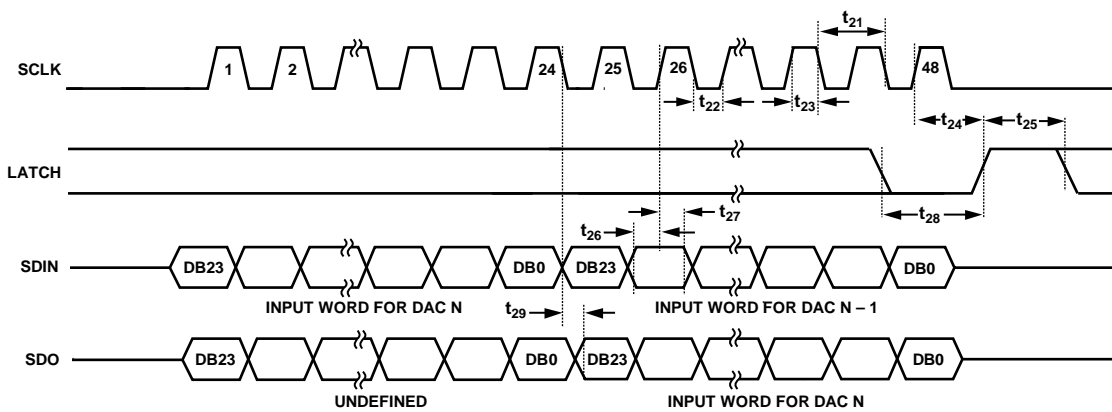 t21
SCLK
1 2 24 25 26 48
t22 t23
t24 t25
LATCH
t28
t27
t26
SDIN DB23 DB0 DB23 DB0
INPUT WORD FOR DAC N INPUT WORD FOR DAC N – 1
t29
SDO DB23 DB0 DB23 DB0
UNDEFINED INPUT WORD FOR DAC N